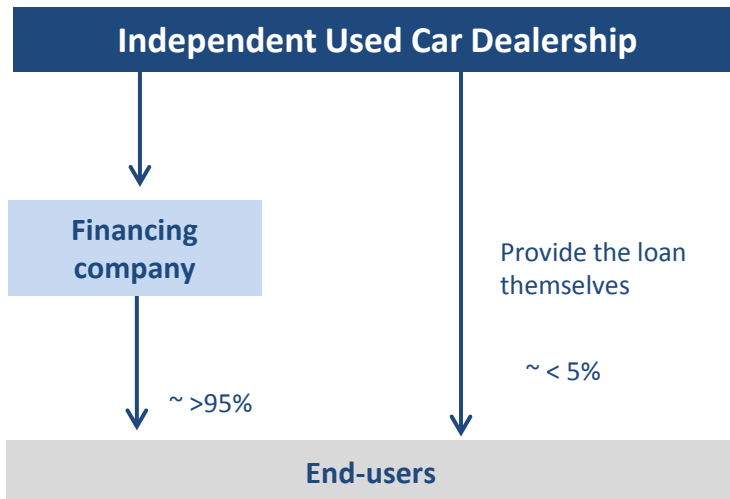 Independent Used Car Dealership
Financing
company
Provide the loan
themselves
~ >95%
~ < 5%
End-users